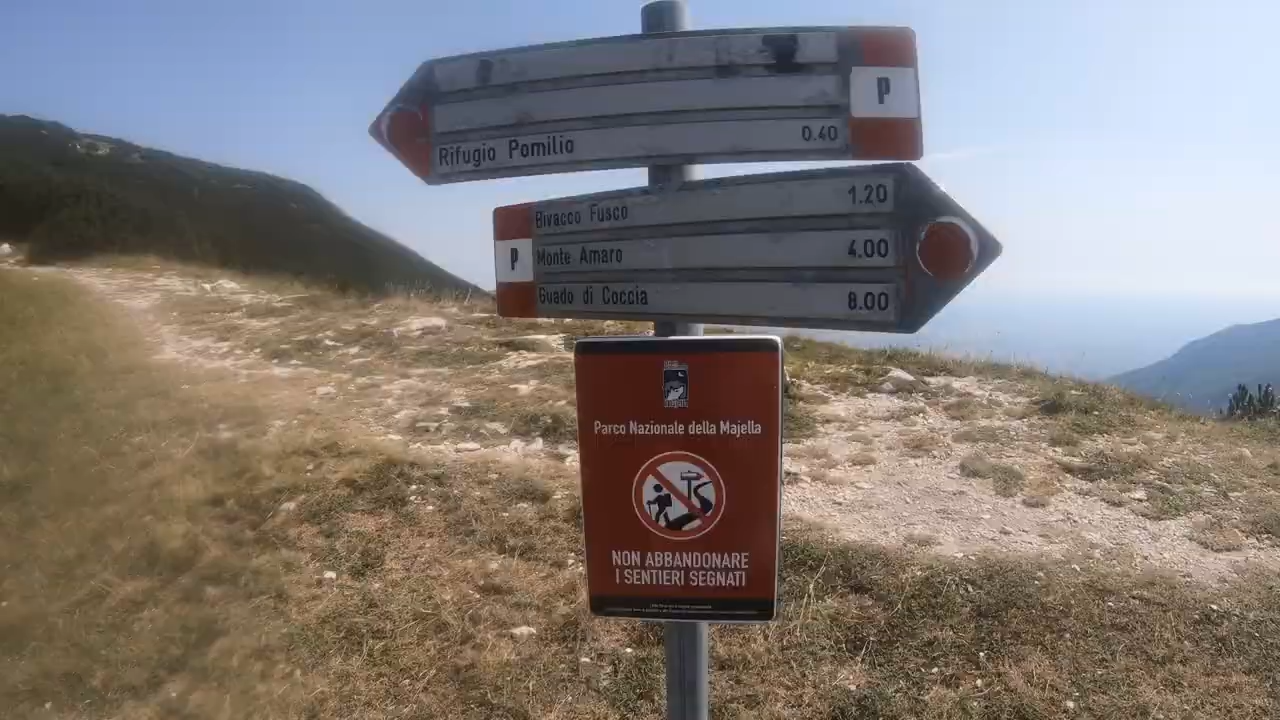 P
Rifugio Pomilio 0.40
Bivacco Fusco 1.20
P
Monte Amaro 4.00
Guado di Coccia 8.00
Parco Nazionale della Majella
NON ABBANDONARE
I SENTIERI SEGNATI